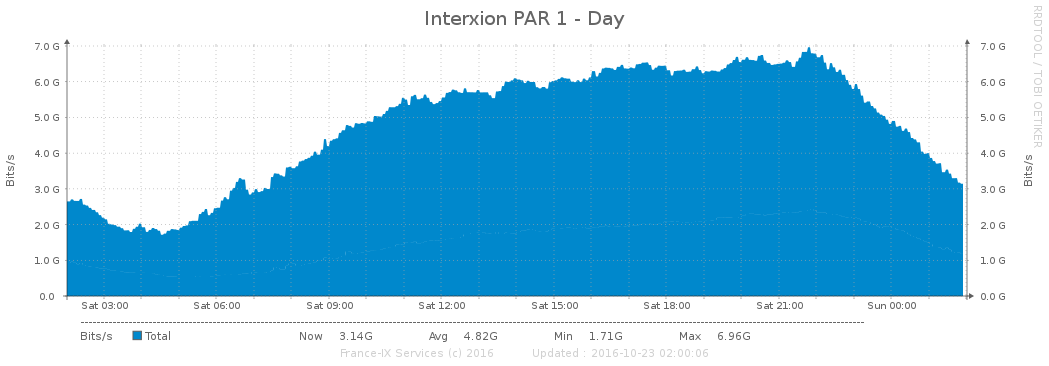 Interxion PAR 1 - Day
RRDTOOL / TOBI OETIKER
Bits/s
7.0 G 7.0 G
6.0 G 6.0 G
5.0 G 5.0 G
4.0 G 4.0 G
3.0 G 3.0 G
2.0 G 2.0 G
1.0 G 1.0 G
0.0 0.0 G
Bits/s
Sat 03:00 Sat 06:00 Sat 09:00 Sat 12:00 Sat 15:00 Sat 18:00 Sat 21:00 Sun 00:00
Bits/s Total Now 3.14G Avg 4.82G Min 1.71G Max 6.96G
France-IX Services (c) 2016 Updated : 2016-10-23 02:00:06